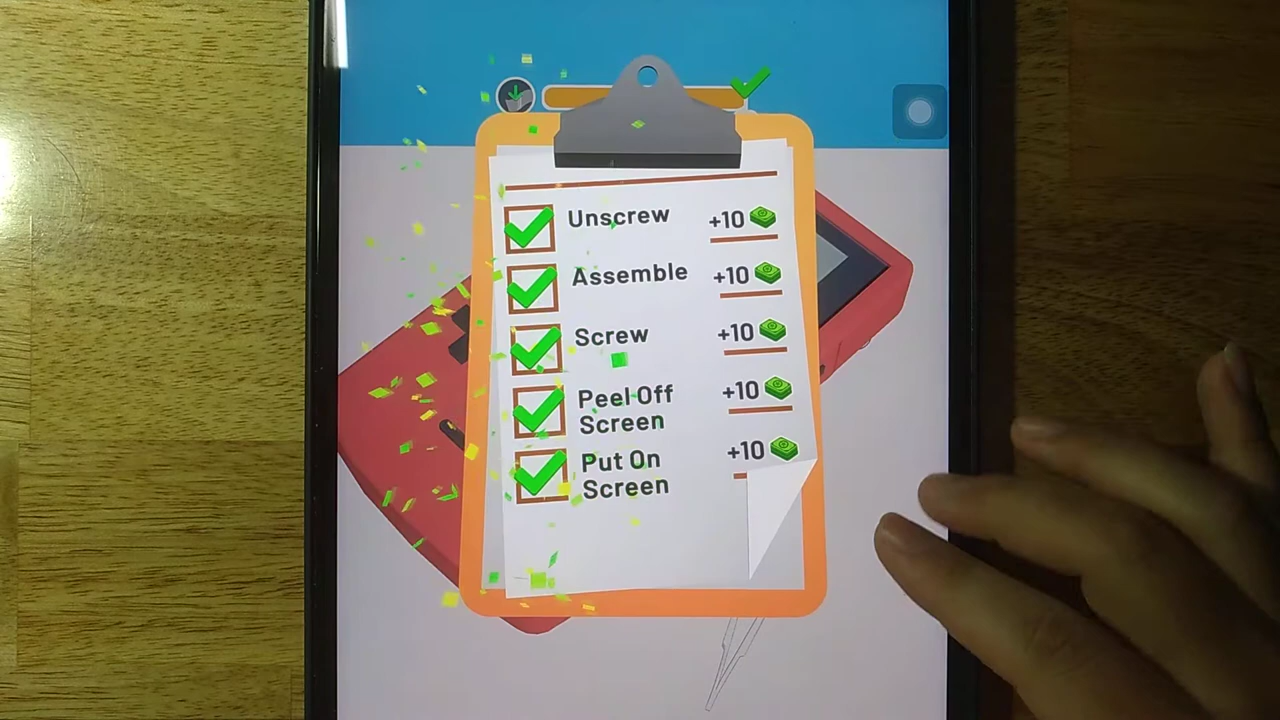 Unscrew +10
Assemble +10
Screw +10
Peel Off +10
Screen
Put On +10
Screen